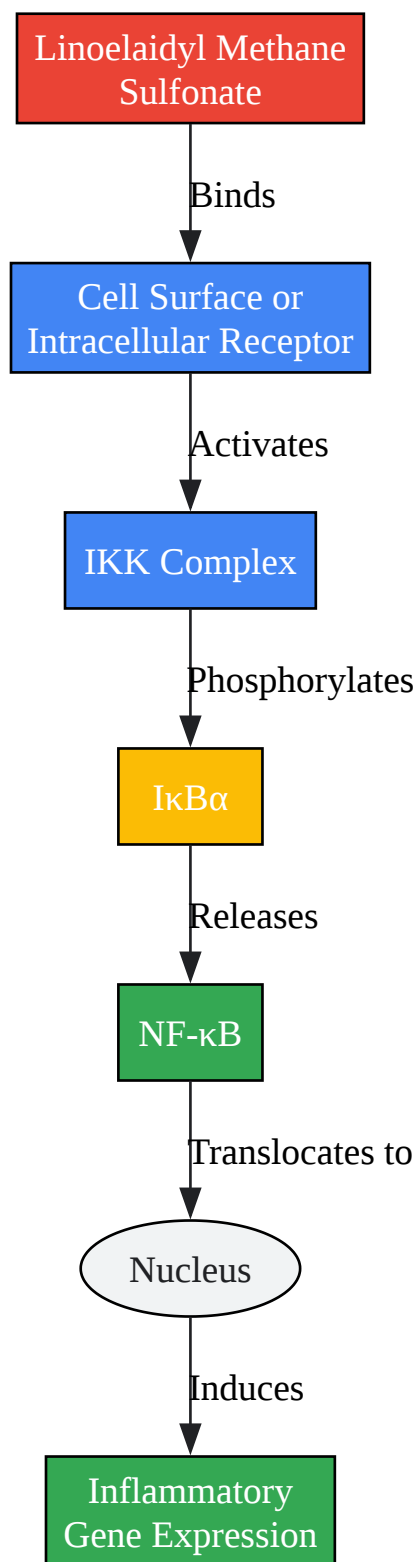 Linoelaidyl Methane
Sulfonate
Binds
Cell Surface or
Intracellular Receptor
Activates
IKK Complex
Phosphorylates
IκBα
Releases
NF-κB
Translocates to
Nucleus
Induces
Inflammatory
Gene Expression